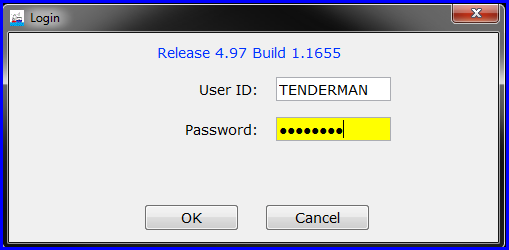 Login
Release 4.97 Build 1.1655
User ID: TENDERMAN
Password: ●●●●●●●●
OK Cancel